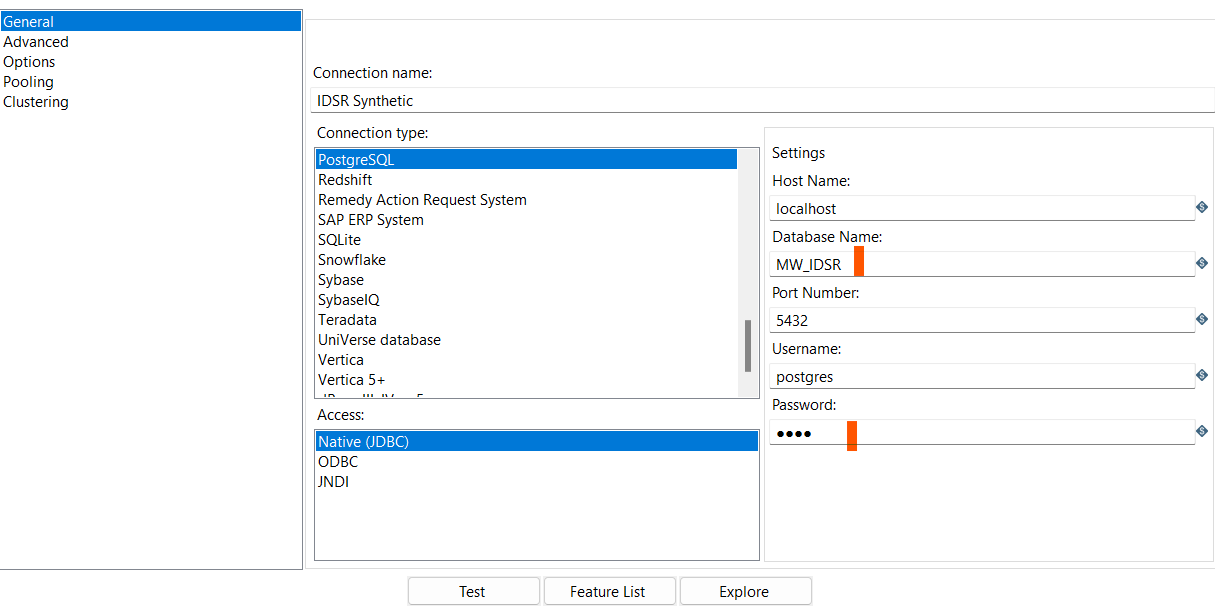 General
Advanced
Options
Pooling
Clustering
Connection name:
IDSR Synthetic
Connection type:
PostgreSQL
Redshift
Remedy Action Request System
SAP ERP System
SQLite
Snowflake
Sybase
SybaseIQ
Teradata
UniVerse database
Vertica
Vertica 5+
Access:
Native (JDBC)
ODBC
JNDI
Settings
Host Name:
localhost
Database Name:
MW_IDSR
Port Number:
5432
Username:
postgres
Password:
●●●●
Test
Feature List
Explore